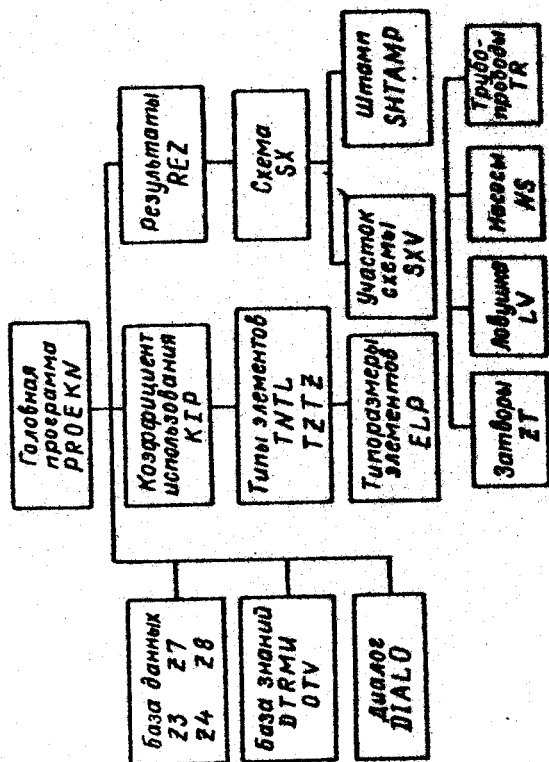 Головная
программа
PROEKN
База данных
Z3 Z7
Z4 Z8
База знаний
DTRMU
OTV
Диалог
DIALO
Коэффициент
использования
KIP
Типы элементов
TNTL
TZTZ
Типоразмеры
элементов
ELP
Результаты
REZ
Схема
SX
Участок
схемы
SXV
Штамп
SHTAMP
Затворы
ZT
Ловушка
LV
Насосы
NS
Трубо-
проводы
TR